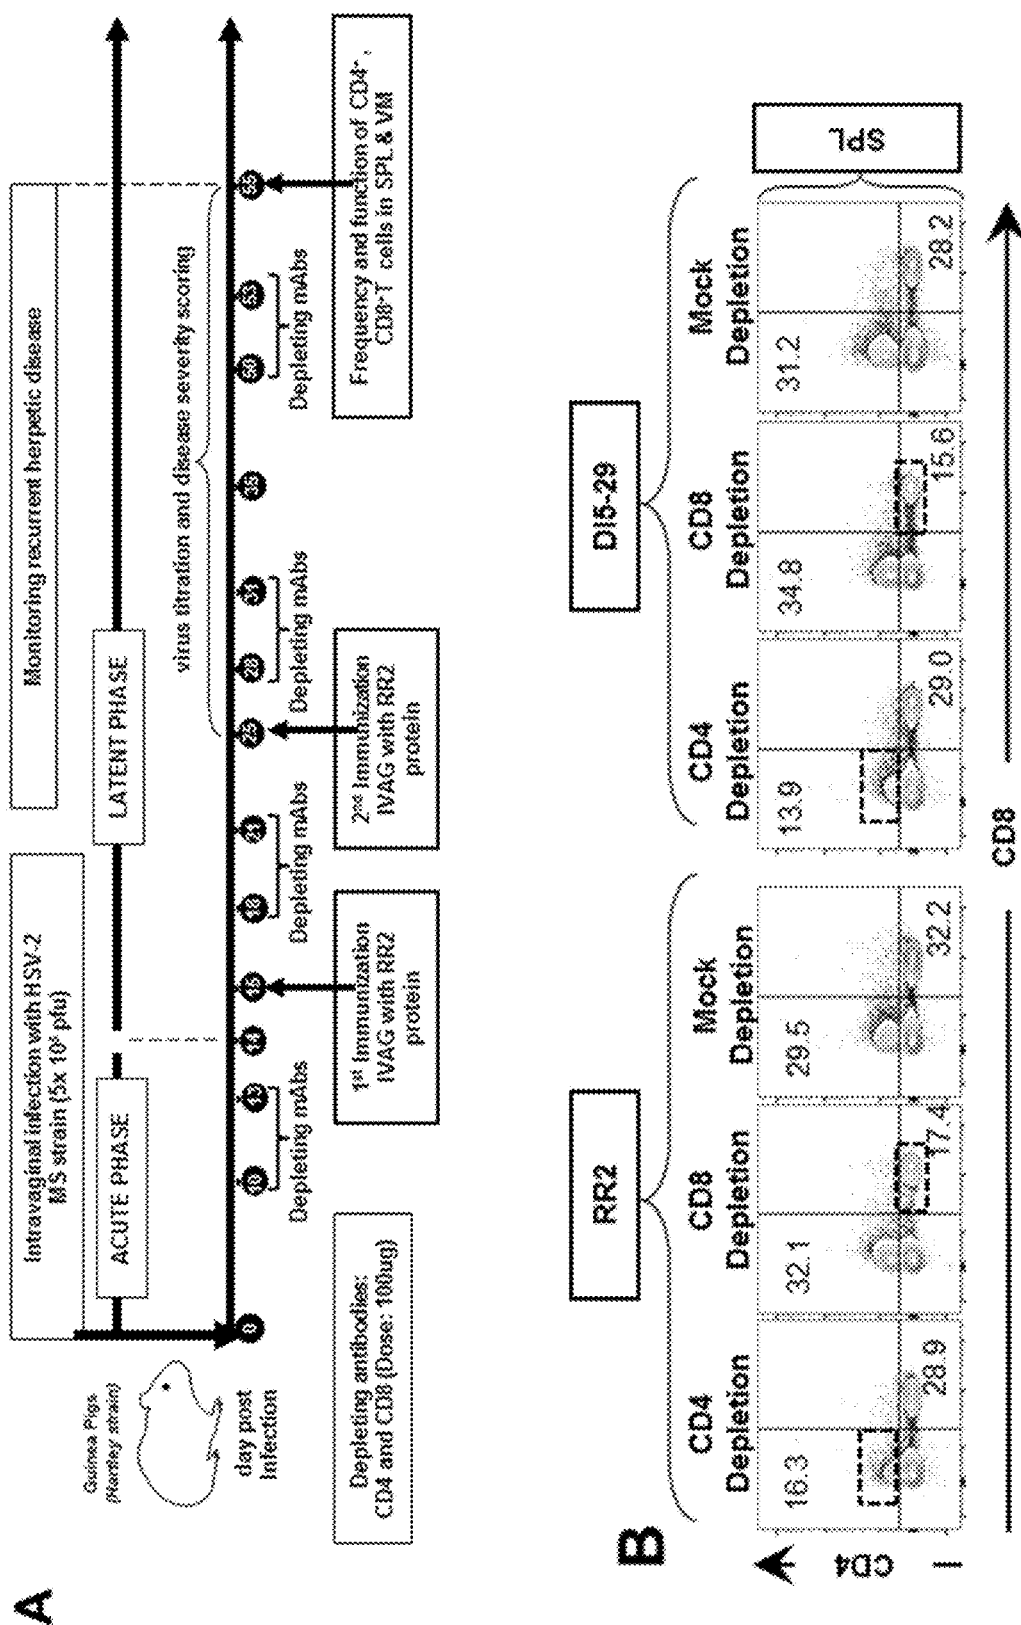 A
Guinea Pigs
(Hartley strain)
day post
Infection
Intravaginal infection with HSV-2
MS strain (5x 10⁵ pfu)
Monitoring recurrent herpetic disease
ACUTE PHASE
LATENT PHASE
virus titration and disease severity scoring
0
10
14
15
25
Depleting mAbs
Depleting mAbs
Depleting mAbs
Depleting mAbs
Depleting antibodies:
CD4 and CD8 (Dose: 100ug)
1st Immunization
IVAG with RR2
protein
2nd Immunization
IVAG with RR2
protein
Frequency and function of CD4+,
CD8+T cells in SPL & VM
B
RR2
DI5-29
CD4
Depletion
CD8
Depletion
Mock
Depletion
CD4
Depletion
CD8
Depletion
Mock
Depletion
16.3
28.9
32.1
17.4
29.5
32.2
13.9
29.0
34.8
15.6
31.2
28.2
SPL
CD4
CD8